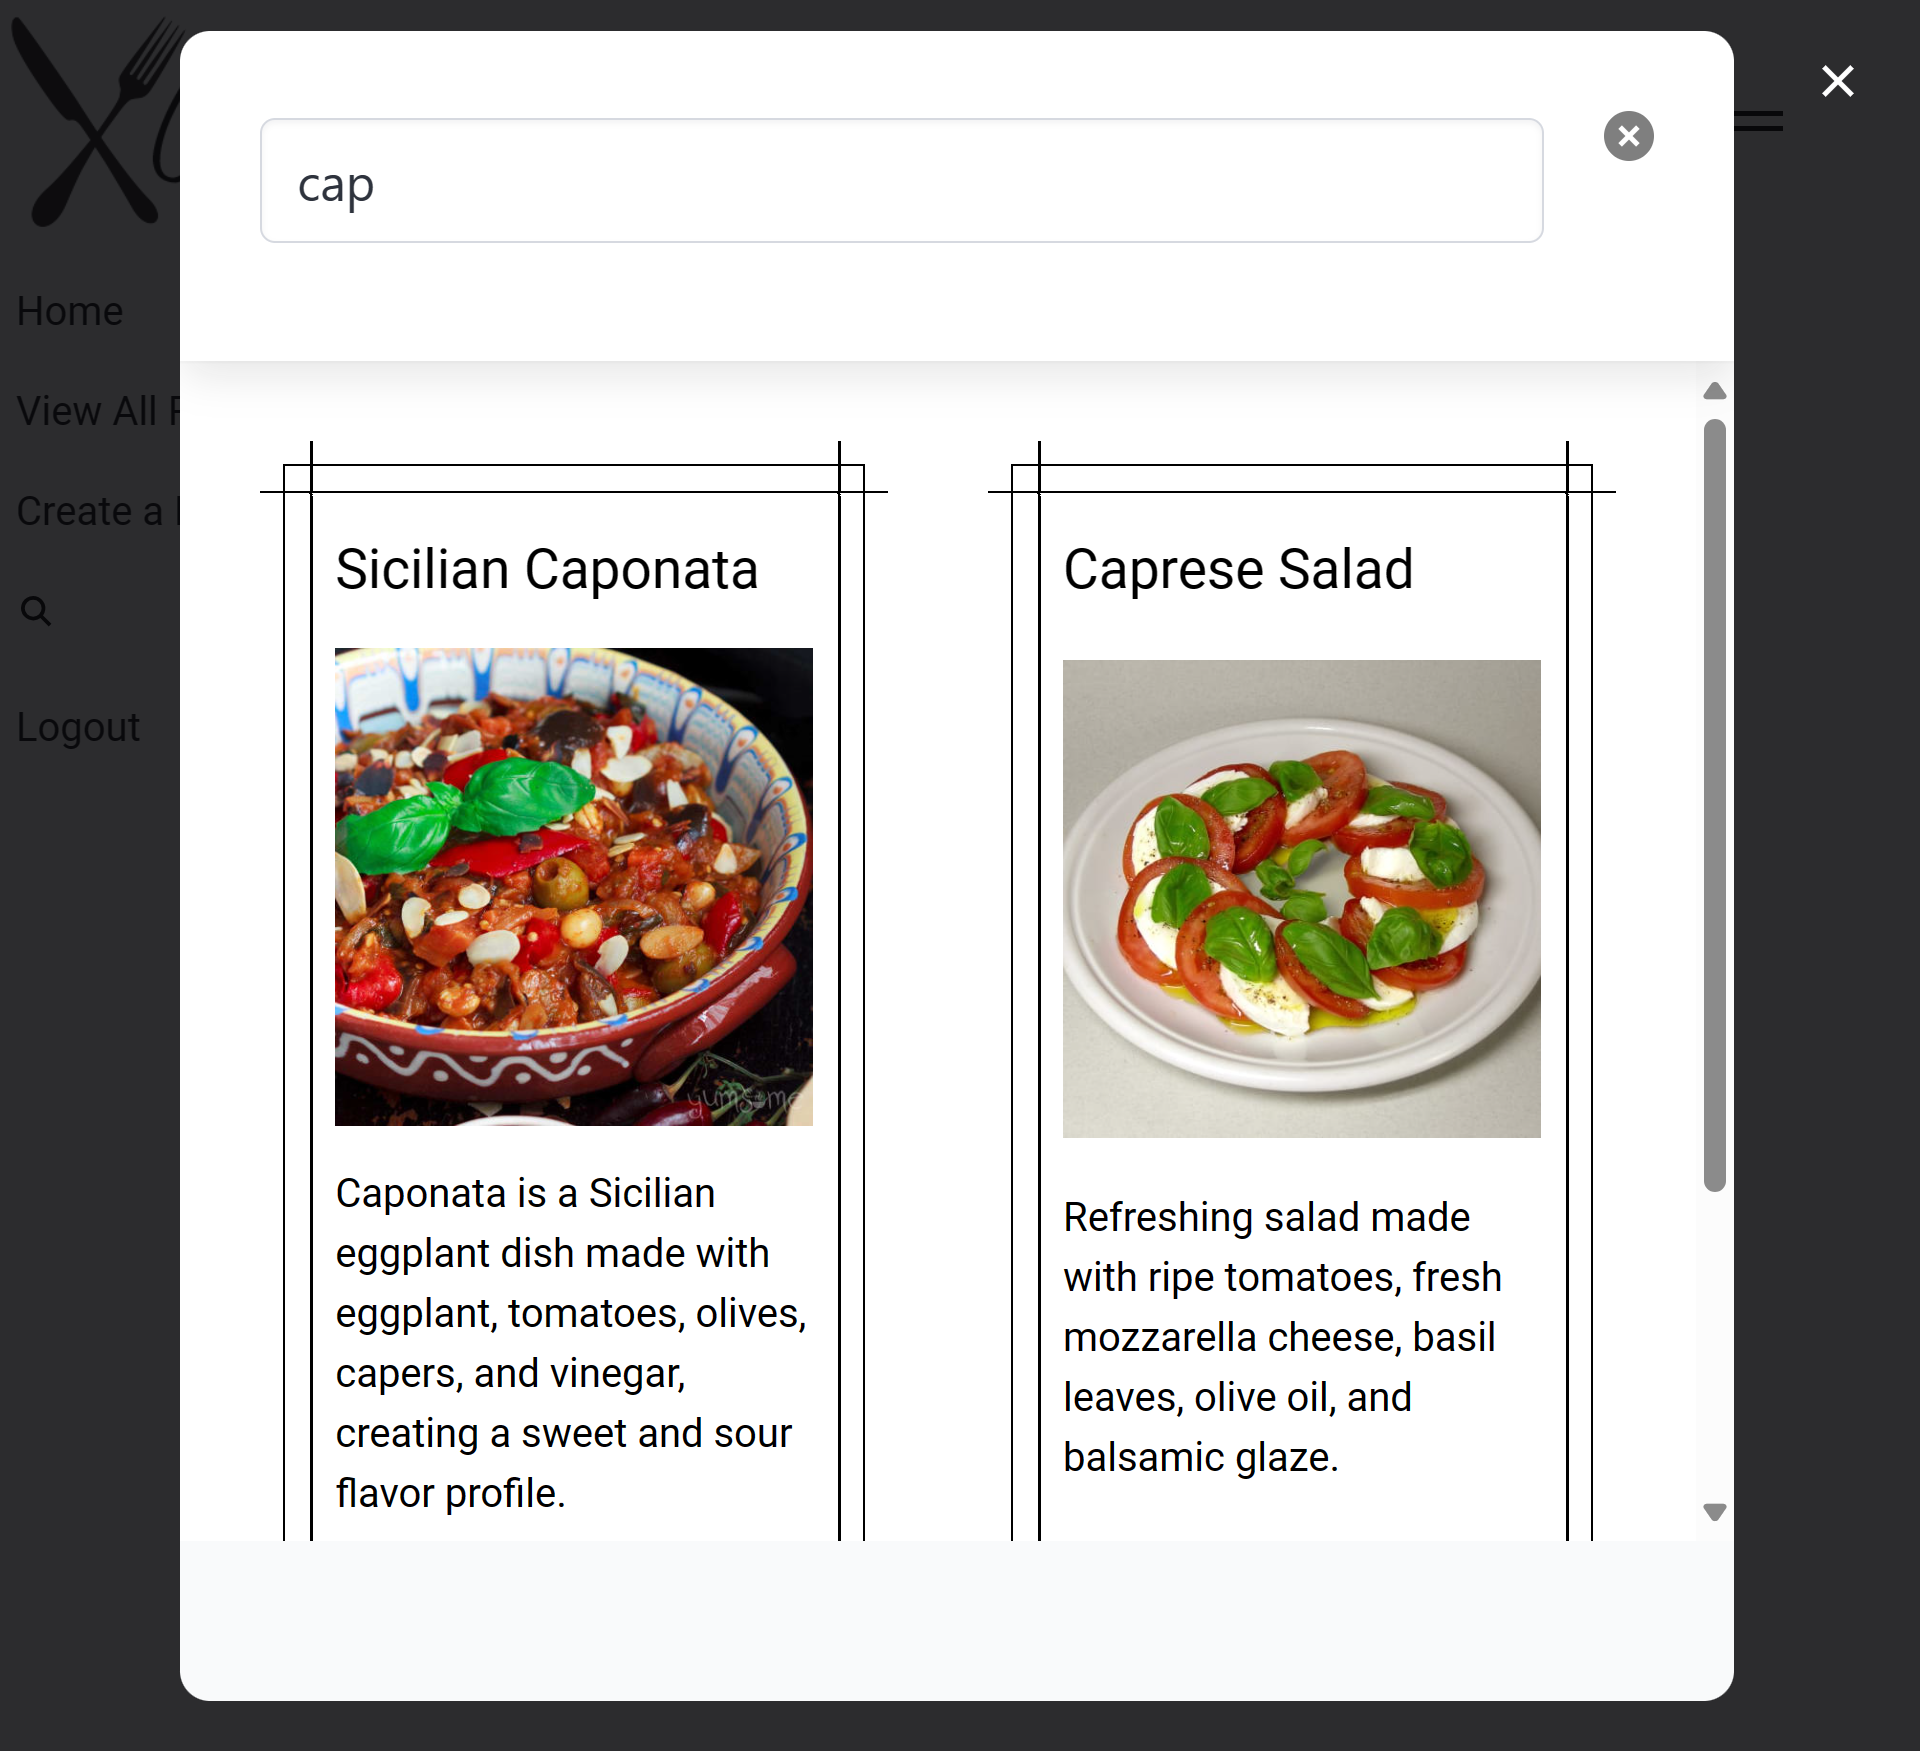 cap
Home
View All
Create a
Logout
Sicilian Caponata
Caprese Salad
yumsome
Caponata is a Sicilian
eggplant dish made with
eggplant, tomatoes, olives,
capers, and vinegar,
creating a sweet and sour
flavor profile.
Refreshing salad made
with ripe tomatoes, fresh
mozzarella cheese, basil
leaves, olive oil, and
balsamic glaze.